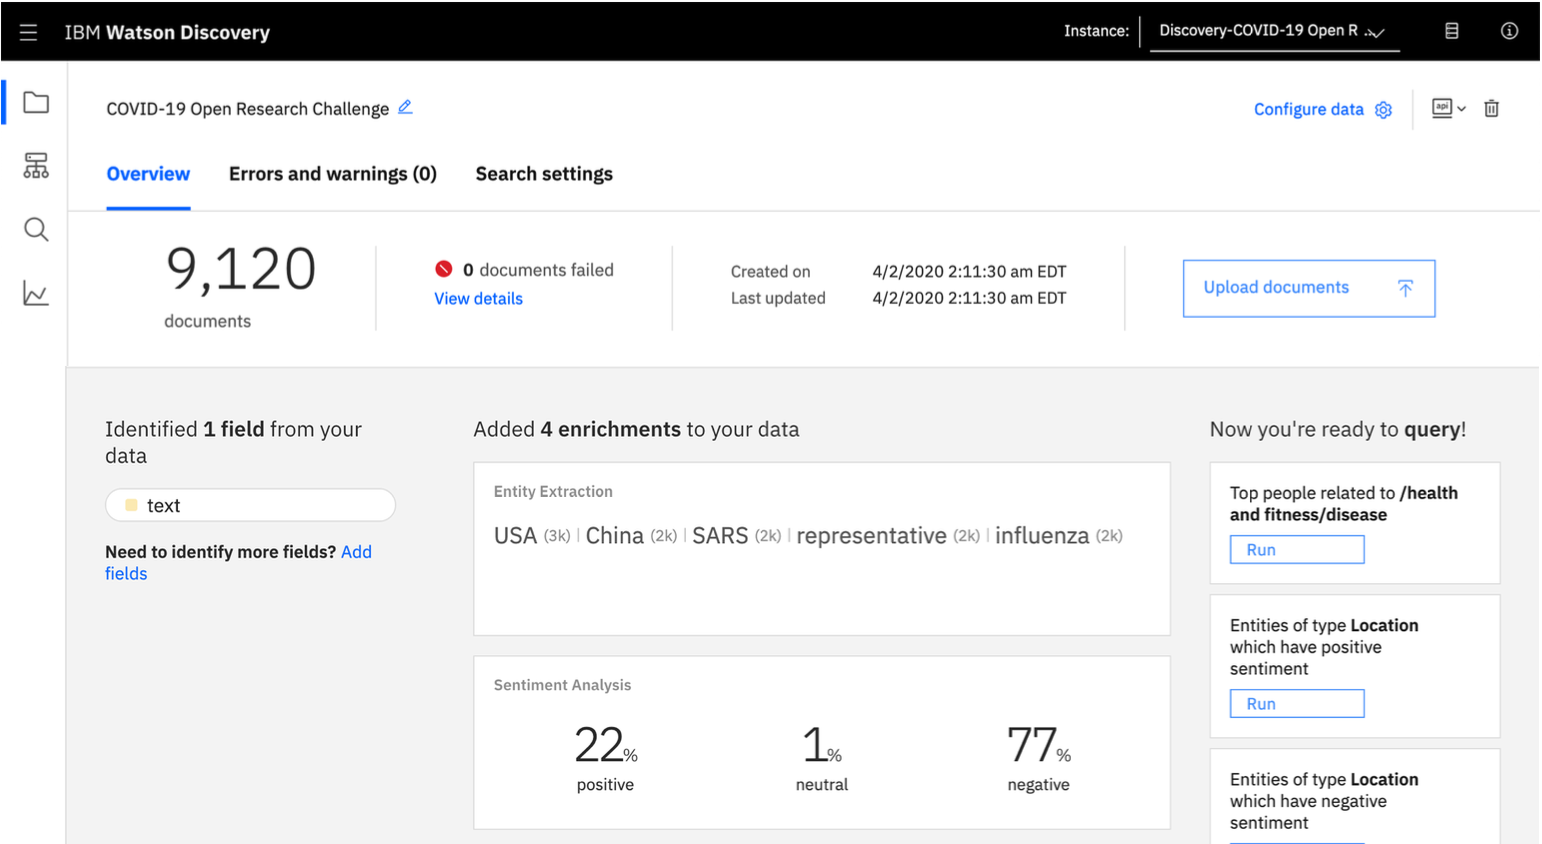 IBM Watson Discovery
Instance:
Discovery-COVID-19 Open R ...
COVID-19 Open Research Challenge
Configure data
api
Overview
Errors and warnings (0)
Search settings
9,120
documents
0 documents failed
View details
Created on 4/2/2020 2:11:30 am EDT
Last updated 4/2/2020 2:11:30 am EDT
Upload documents
Identified 1 field from your
data
text
Need to identify more fields? Add
fields
Added 4 enrichments to your data
Entity Extraction
USA (3k) | China (2k) | SARS (2k) | representative (2k) | influenza (2k)
Sentiment Analysis
22%
positive
1%
neutral
77%
negative
Now you're ready to query!
Top people related to /health
and fitness/disease
Run
Entities of type Location
which have positive
sentiment
Run
Entities of type Location
which have negative
sentiment